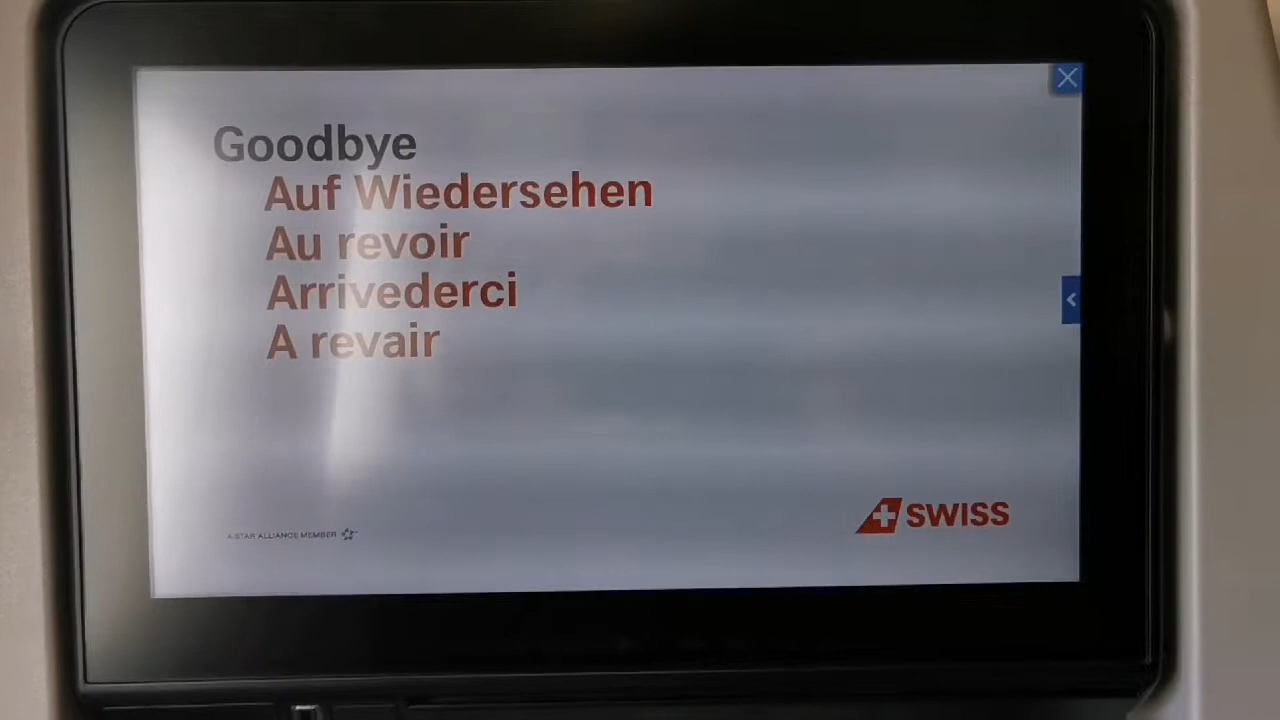 Goodbye
Auf Wiedersehen
Au revoir
Arrivederci
A revair
A STAR ALLIANCE MEMBER
SWISS